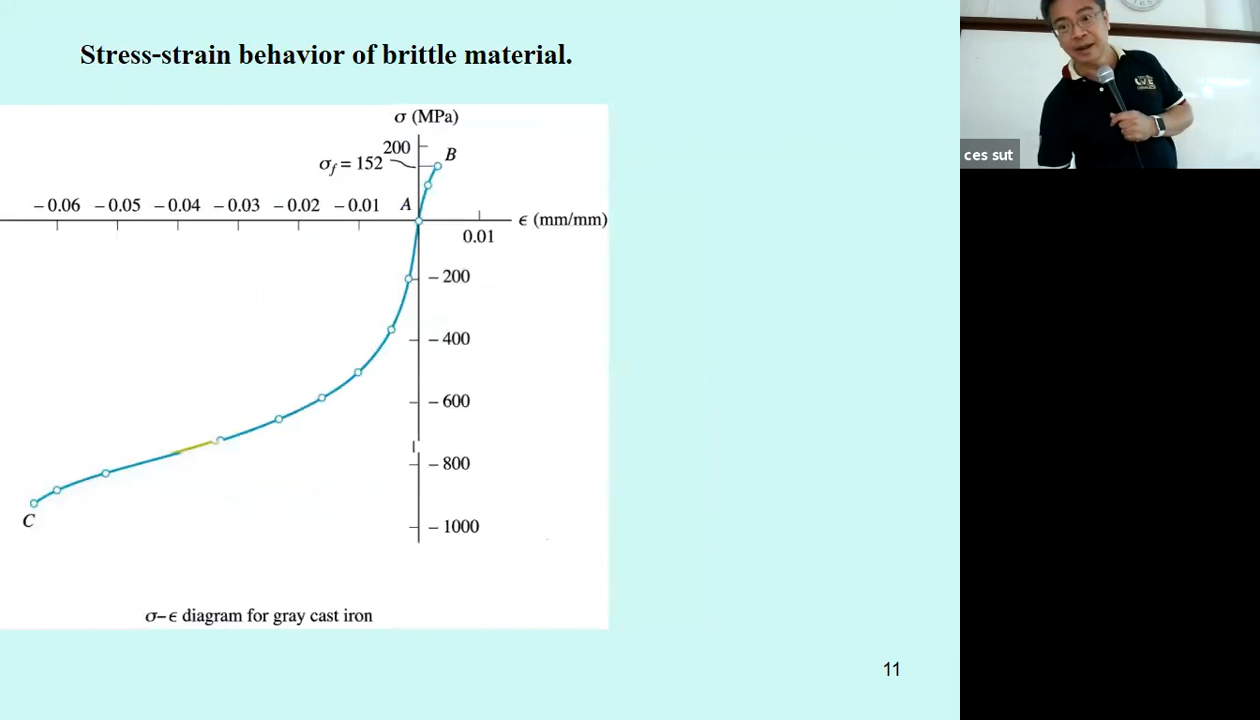 Stress-strain behavior of brittle material.
σ (MPa)
200
B
σf = 152
A
– 0.06 – 0.05 – 0.04 – 0.03 – 0.02 – 0.01
ϵ (mm/mm)
0.01
– 200
– 400
– 600
– 800
– 1000
C
σ–ϵ diagram for gray cast iron
11
ces sut